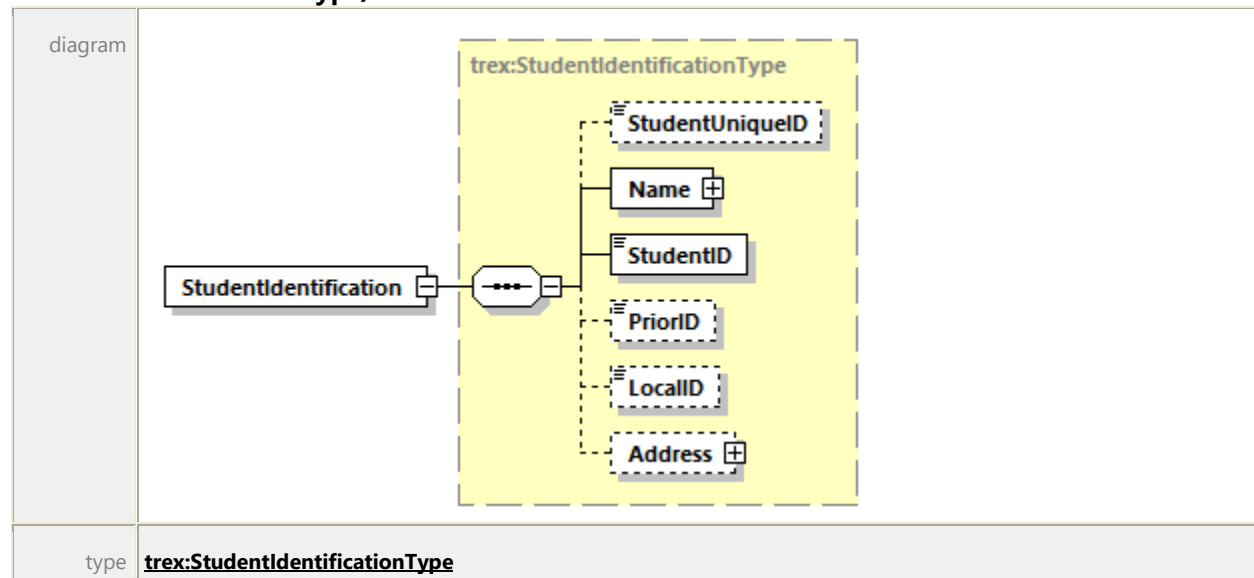 diagram
trex:StudentIdentificationType
StudentUniqueID
Name
StudentID
StudentIdentification
PriorID
LocalID
Address
type trex:StudentIdentificationType